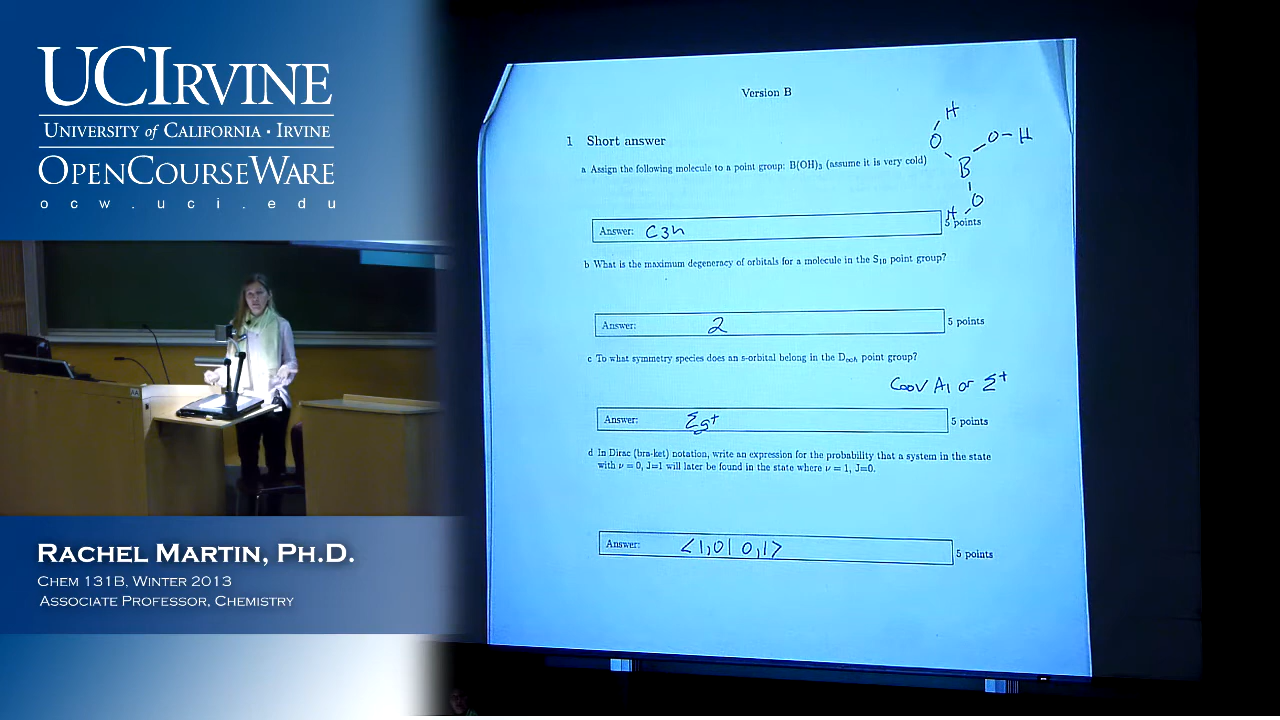 UCIRVINE
UNIVERSITY of CALIFORNIA · IRVINE
OPENCOURSEWARE
ocw.uci.edu
RACHEL MARTIN, PH.D.
CHEM 131B, WINTER 2013
ASSOCIATE PROFESSOR, CHEMISTRY
Version B
1 Short answer
a Assign the following molecule to a point group: B(OH)3 (assume it is very cold)
H
O
O-H
B
O
H
Answer: C3h
5 points
b What is the maximum degeneracy of orbitals for a molecule in the S10 point group?
Answer: 2
5 points
c To what symmetry species does an s-orbital belong in the D∞h point group?
C∞v A1 or Σ+
Answer: Σg+
5 points
d In Dirac (bra-ket) notation, write an expression for the probability that a system in the state
with ν = 0, J=1 will later be found in the state where ν = 1, J=0.
Answer: <1,0|0,1>
5 points